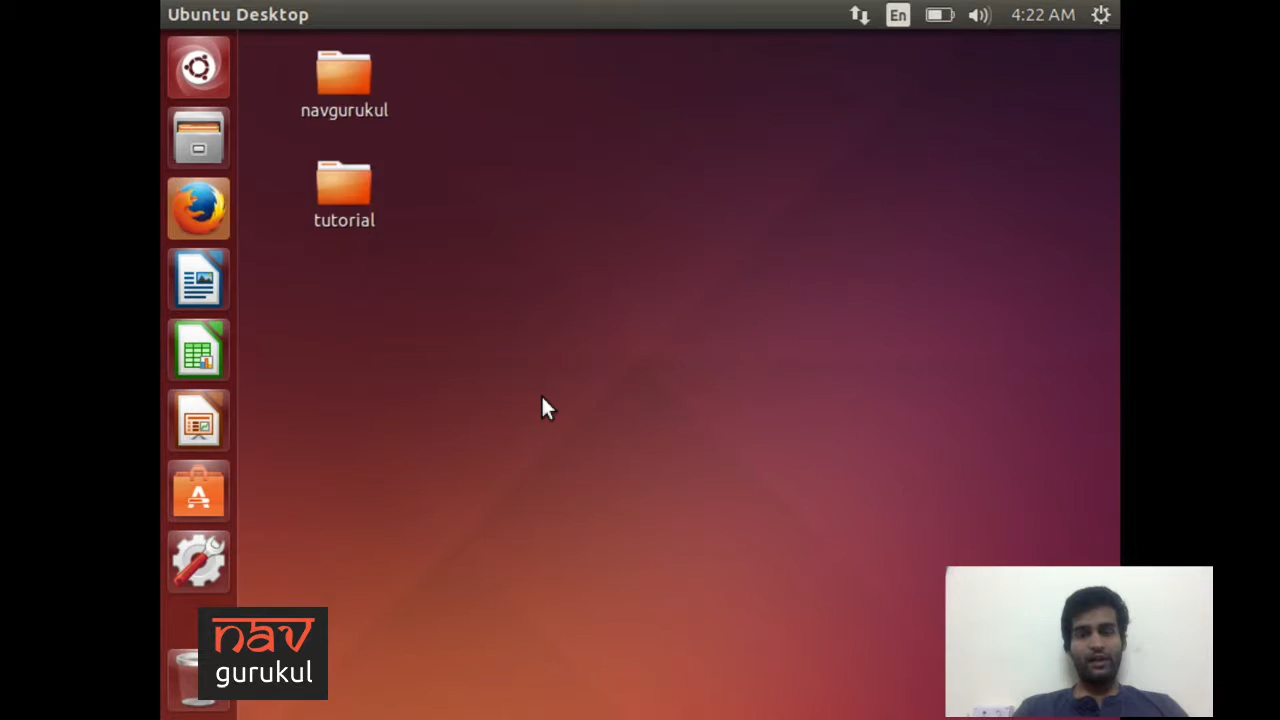 Ubuntu Desktop
En
4:22 AM
navgurukul
tutorial
nav
gurukul